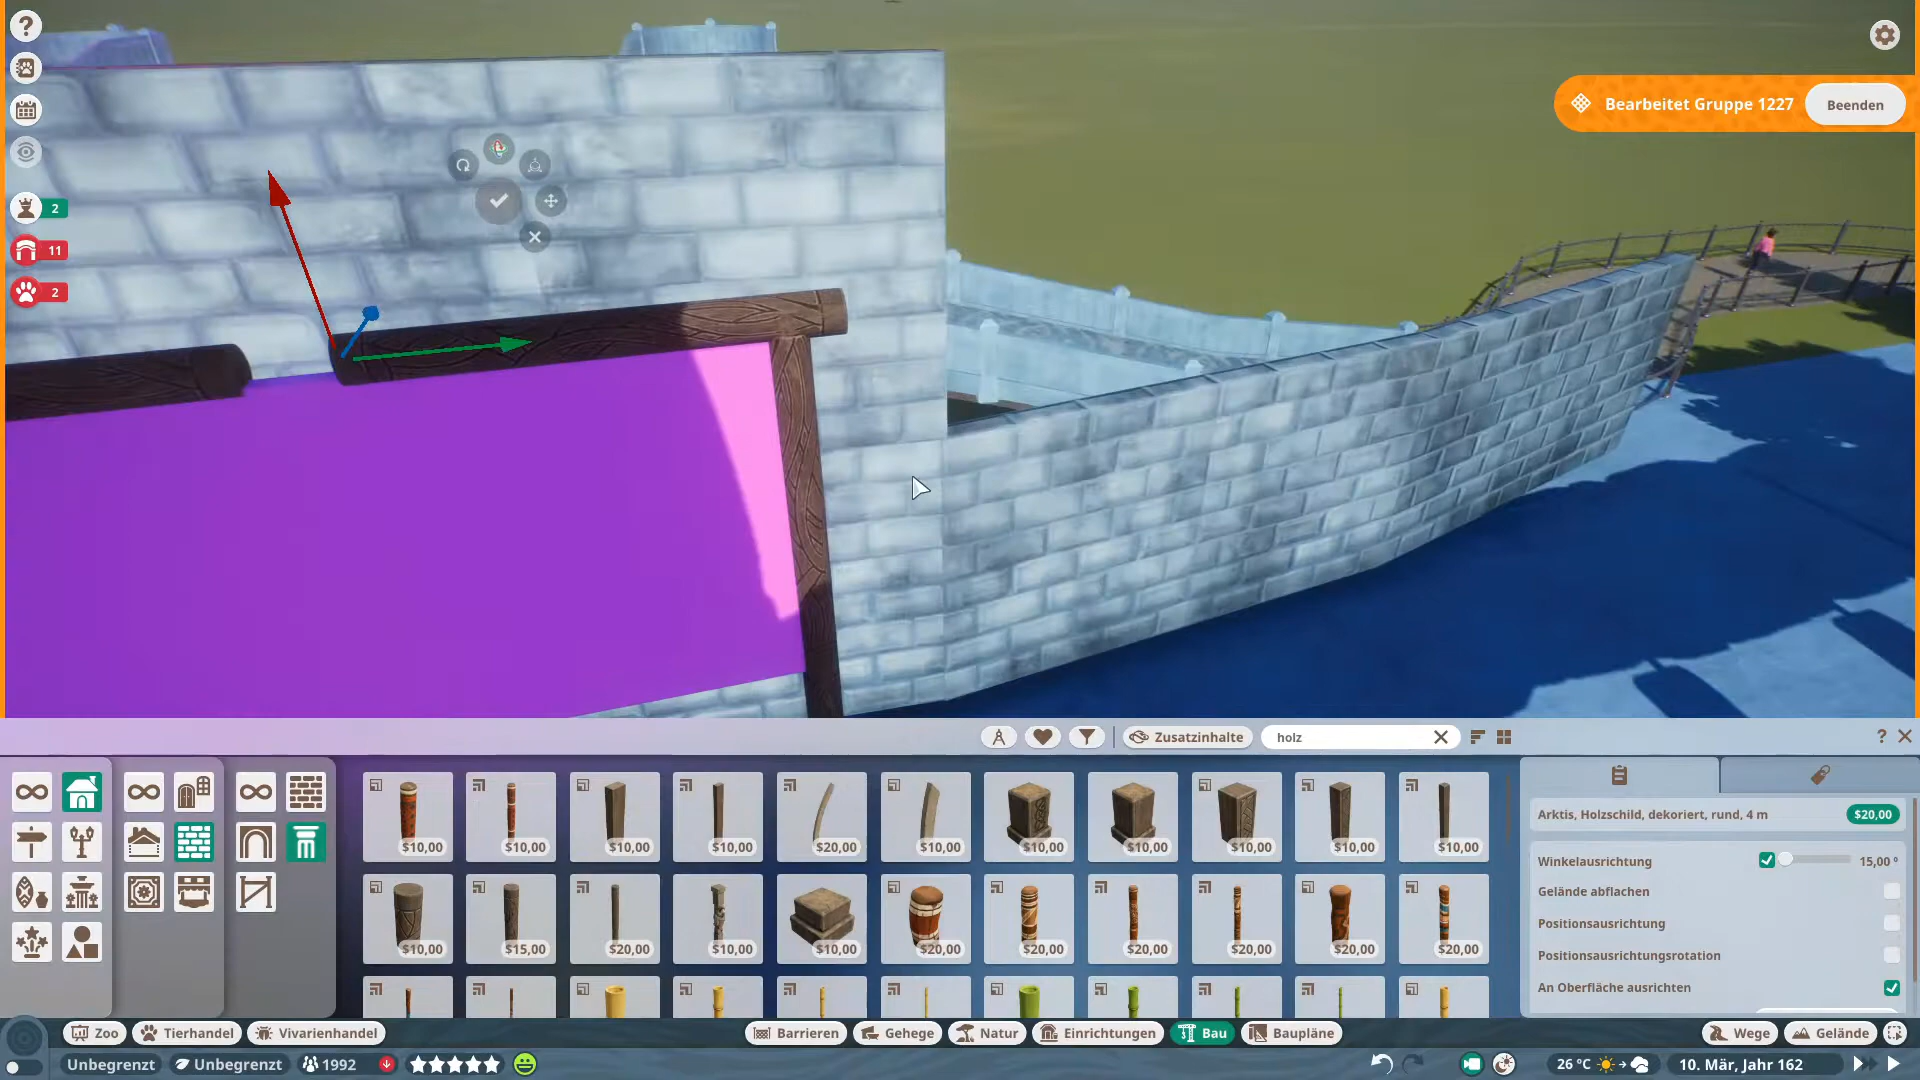 ?
Bearbeitet Gruppe 1227
Beenden
2
11
2
Zusatzinhalte
holz
?
$10,00
$10,00
$10,00
$10,00
$20,00
$10,00
$10,00
$10,00
$10,00
$10,00
$10,00
$10,00
$15,00
$20,00
$10,00
$10,00
$20,00
$20,00
$20,00
$20,00
$20,00
$20,00
Arktis, Holzschild, dekoriert, rund, 4 m
$20,00
Winkelausrichtung
15,00 °
Gelände abflachen
Positionsausrichtung
Positionsausrichtungsrotation
An Oberfläche ausrichten
Zoo
Tierhandel
Vivarienhandel
Barrieren
Gehege
Natur
Einrichtungen
Bau
Baupläne
Wege
Gelände
Unbegrenzt
Unbegrenzt
1992
26 °C
10. Mär, Jahr 162